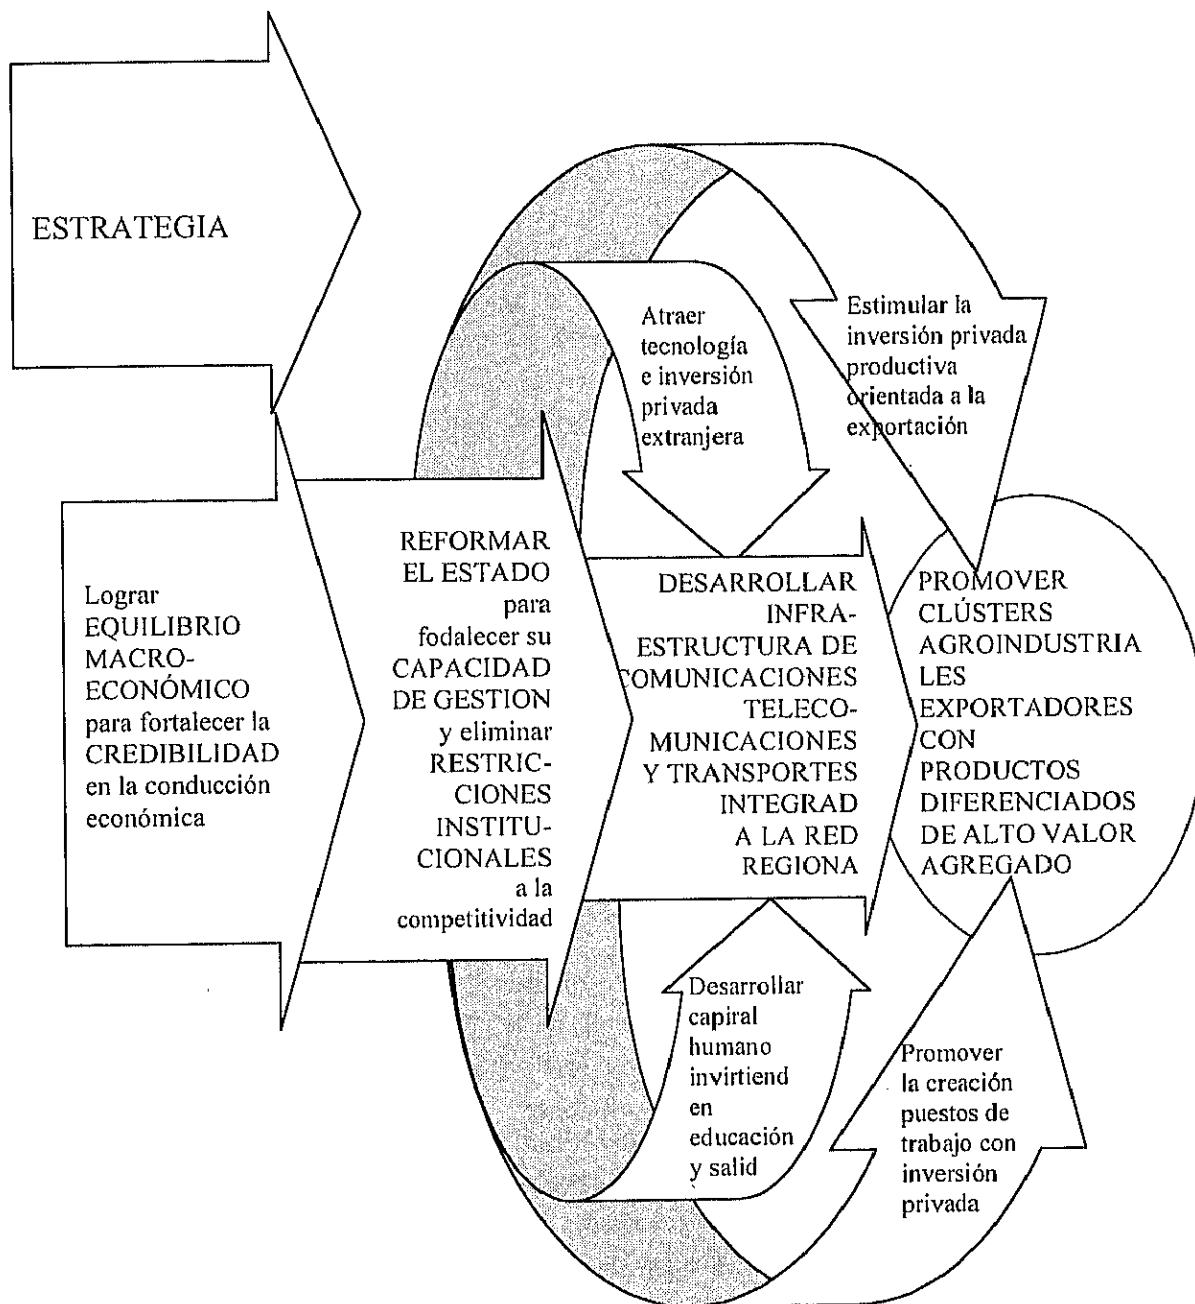 ESTRATEGIA
Atraer
tecnología
e inversión
privada
extranjera
Estimular la
inversión privada
productiva
orientada a la
exportación
Lograr
EQUILIBRIO
MACRO-
ECONÓMICO
para fortalecer la
CREDIBILIDAD
en la conducción
económica
REFORMAR
EL ESTADO
para
fodalecer su
CAPACIDAD
DE GESTION
y eliminar
RESTRIC-
CIONES
INSTITU-
CIONALES
a la
competitividad
DESARROLLAR
INFRA-
ESTRUCTURA DE
COMUNICACIONES
TELECO-
MUNICACIONES
Y TRANSPORTES
INTEGRAD
A LA RED
REGIONA
PROMOVER
CLÚSTERS
AGROINDUSTRIA
LES
EXPORTADORES
CON
PRODUCTOS
DIFERENCIADOS
DE ALTO VALOR
AGREGADO
Desarrollar
capiral
humano
invirtiend
en
educación
y salid
Promover
la creación
puestos de
trabajo con
inversión
privada